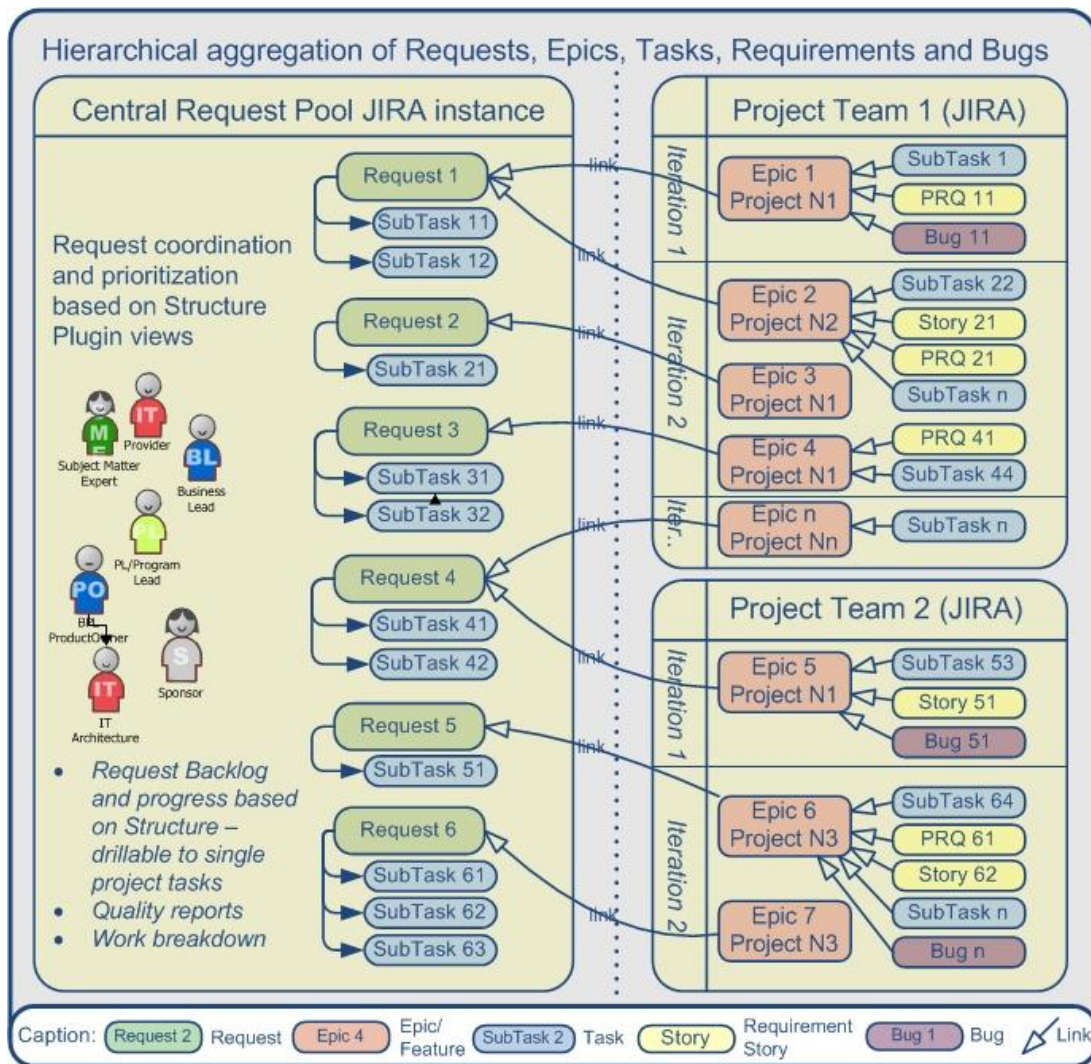 Hierarchical aggregation of Requests, Epics, Tasks, Requirements and Bugs
Central Request Pool JIRA instance
Request 1
SubTask 11
SubTask 12
Request coordination
and prioritization
based on Structure
Plugin views
Request 2
SubTask 21
Request 3
SubTask 31
SubTask 32
Request 4
SubTask 41
SubTask 42
Request 5
SubTask 51
Request 6
SubTask 61
SubTask 62
SubTask 63
IT
Provider
M
Subject Matter
Expert
BL
Business
Lead
PL
PL/Program
Lead
PO
ProductOwner
S
Sponsor
IT
IT
Architecture
• Request Backlog
and progress based
on Structure –
drillable to single
project tasks
• Quality reports
• Work breakdown
link
link
link
link
link
link
link
link
Project Team 1 (JIRA)
Iteration 1
Epic 1
Project N1
SubTask 1
PRQ 11
Bug 11
Iteration 2
Epic 2
Project N2
SubTask 22
Story 21
PRQ 21
SubTask n
Epic 3
Project N1
Epic 4
Project N1
PRQ 41
SubTask 44
Iter..
Epic n
Project Nn
SubTask n
Project Team 2 (JIRA)
Iteration 1
Epic 5
Project N1
SubTask 53
Story 51
Bug 51
Iteration 2
Epic 6
Project N3
SubTask 64
PRQ 61
Story 62
SubTask n
Bug n
Epic 7
Project N3
Caption:
Request 2
Request
Epic 4
Epic/
Feature
SubTask 2
Task
Story
Requirement
Story
Bug 1
Bug
Link